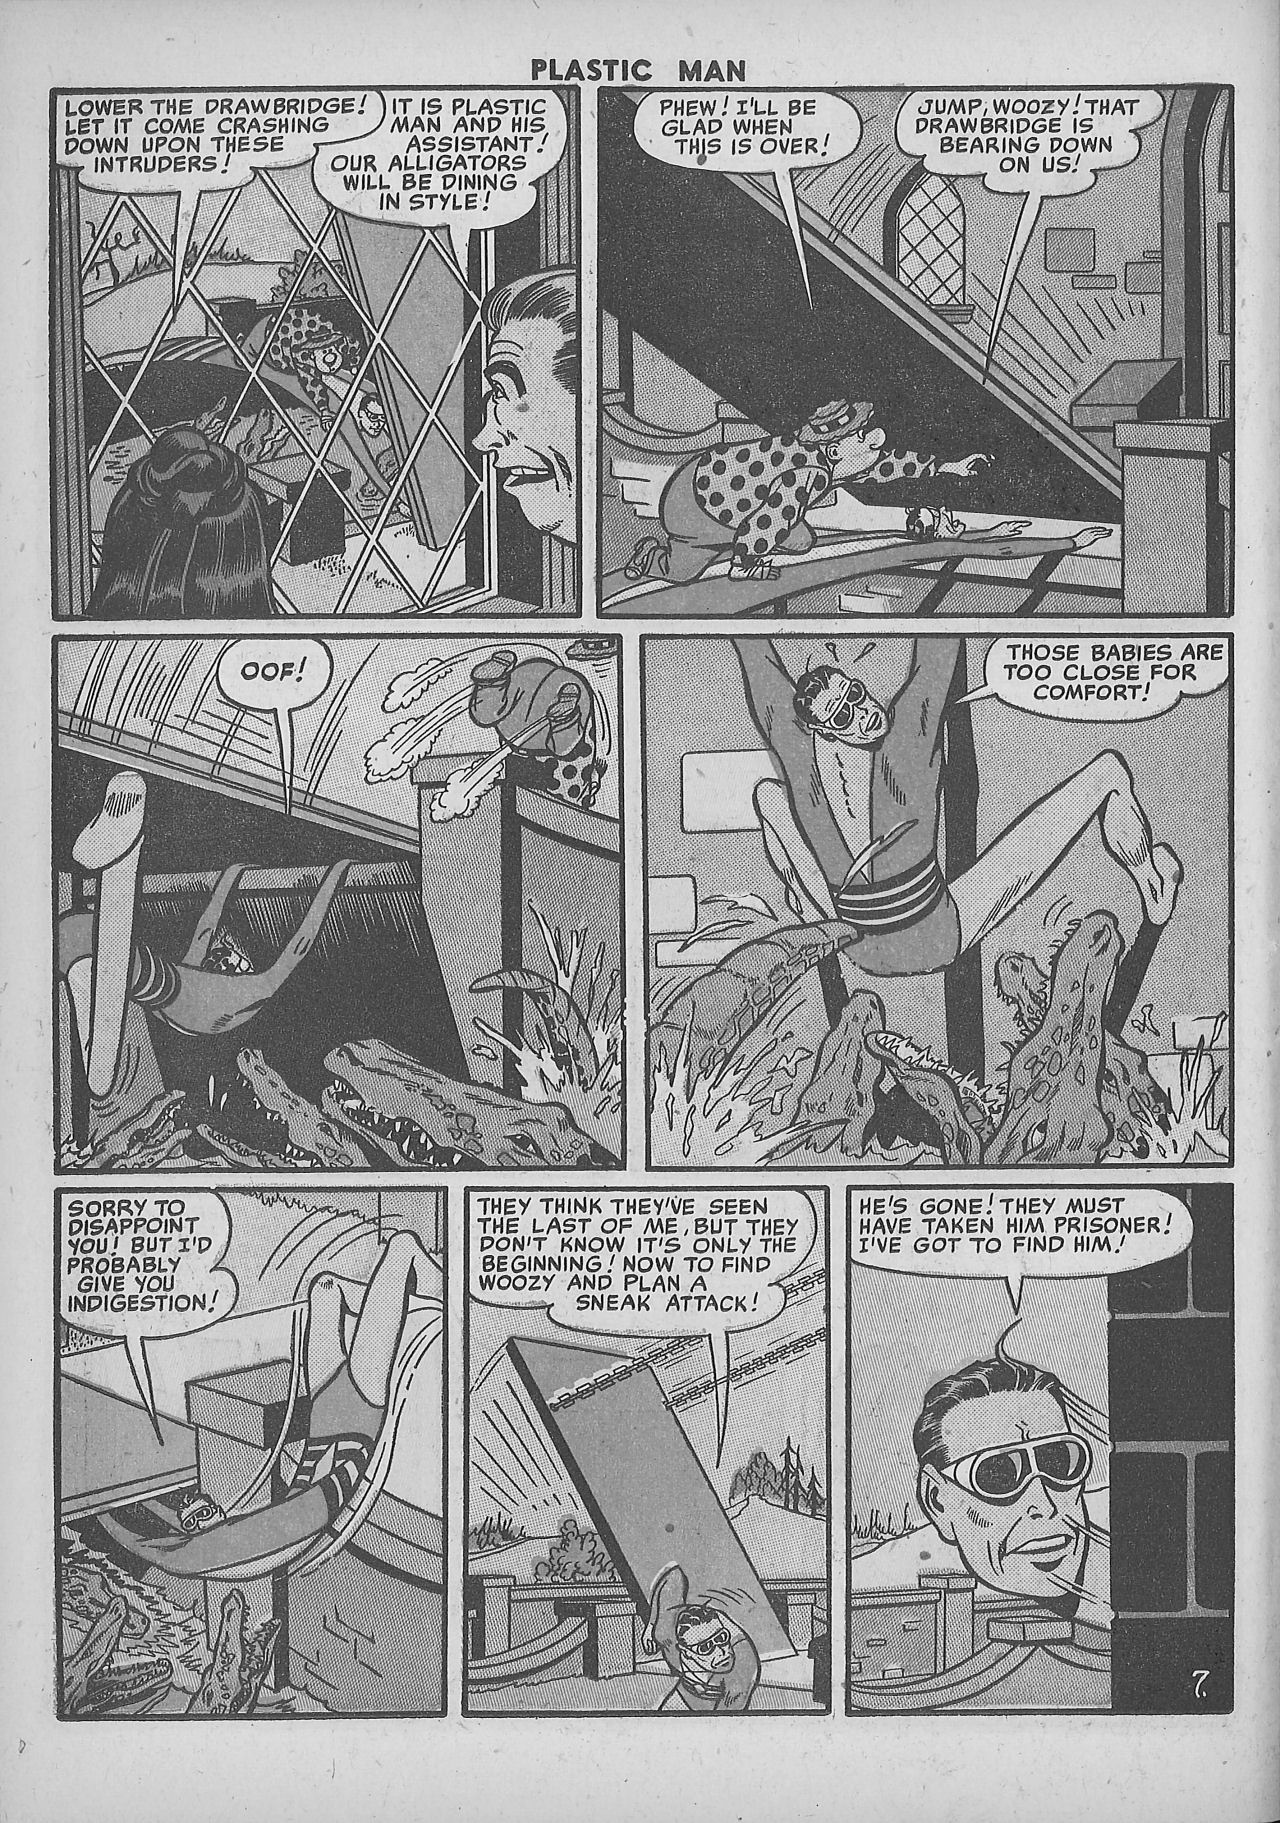 PLASTIC MAN
LOWER THE DRAWBRIDGE!
LET IT COME CRASHING
DOWN UPON THESE
INTRUDERS!
IT IS PLASTIC
MAN AND HIS
ASSISTANT!
OUR ALLIGATORS
WILL BE DINING
IN STYLE!
PHEW! I'LL BE
GLAD WHEN
THIS IS OVER!
JUMP, WOOZY! THAT
DRAWBRIDGE IS
BEARING DOWN
ON US!
OOF!
THOSE BABIES ARE
TOO CLOSE FOR
COMFORT!
SORRY TO
DISAPPOINT
YOU! BUT I'D
PROBABLY
GIVE YOU
INDIGESTION!
THEY THINK THEY'VE SEEN
THE LAST OF ME, BUT THEY
DON'T KNOW IT'S ONLY THE
BEGINNING! NOW TO FIND
WOOZY AND PLAN A
SNEAK ATTACK!
HE'S GONE! THEY MUST
HAVE TAKEN HIM PRISONER!
I'VE GOT TO FIND HIM!
7.